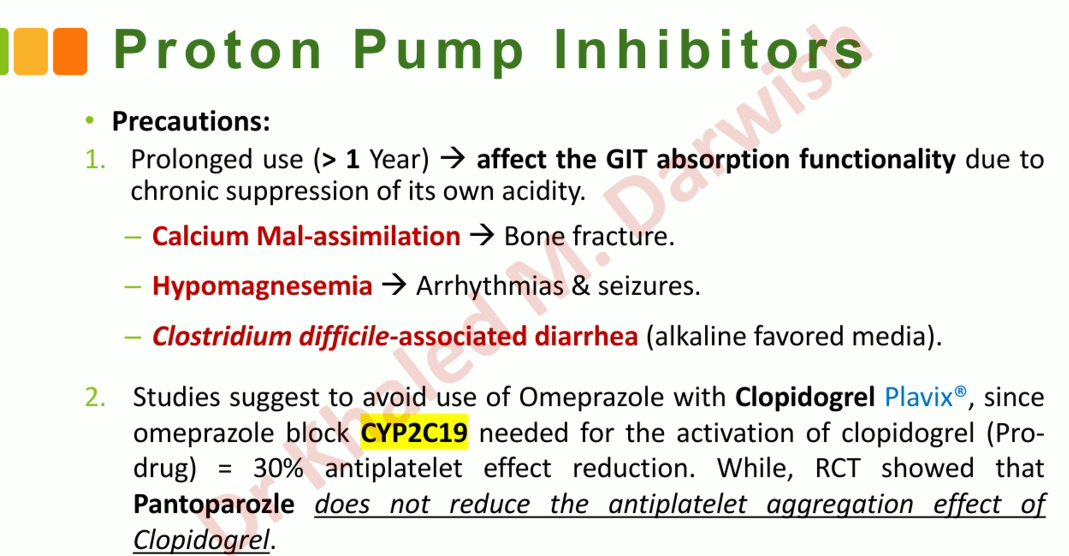 Proton Pump Inhibitors
• Precautions:
1. Prolonged use (> 1 Year) → affect the GIT absorption functionality due to
chronic suppression of its own acidity.
– Calcium Mal-assimilation → Bone fracture.
– Hypomagnesemia → Arrhythmias & seizures.
– Clostridium difficile-associated diarrhea (alkaline favored media).
2. Studies suggest to avoid use of Omeprazole with Clopidogrel Plavix®, since
omeprazole block CYP2C19 needed for the activation of clopidogrel (Pro-
drug) = 30% antiplatelet effect reduction. While, RCT showed that
Pantoparozle does not reduce the antiplatelet aggregation effect of
Clopidogrel.
Dr. Khaled M. Darwish